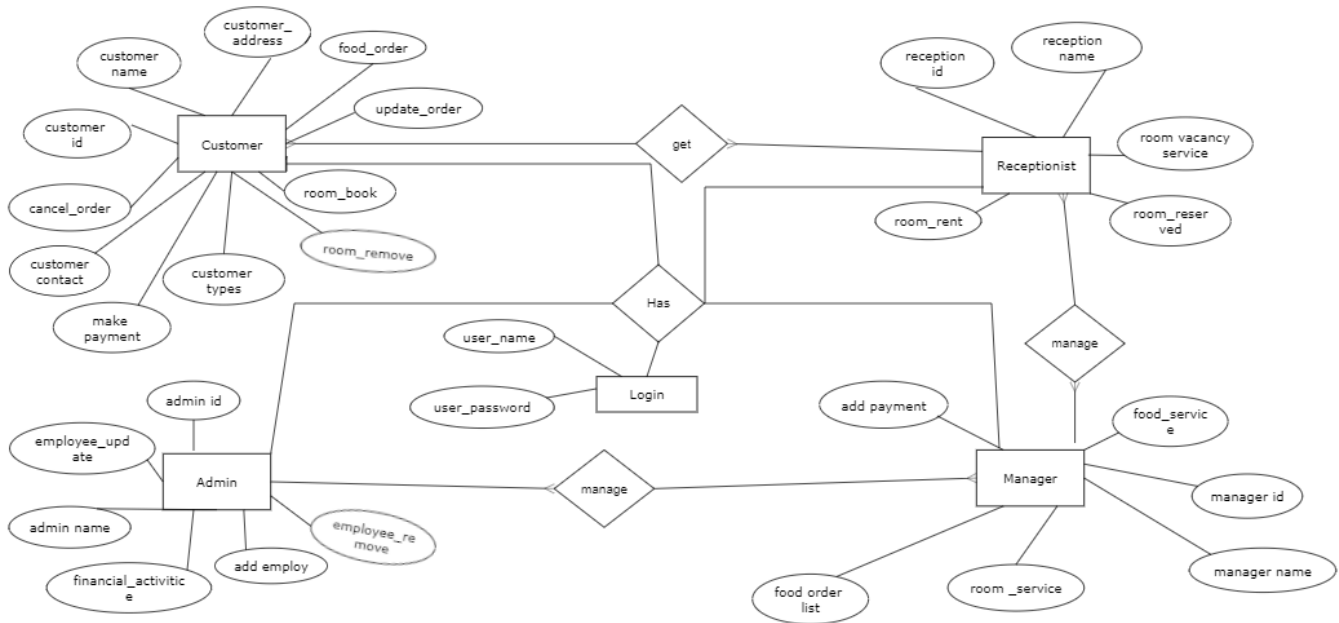 customer_
address
food_order
reception
name
customer
name
reception
id
update_order
customer
id
Customer
get
room vacancy
service
Receptionist
room_book
cancel_order
room_rent
room_reser
ved
room_remove
customer
contact
customer
types
Has
make
payment
user_name
manage
Login
admin id
user_password
add payment
food_servic
e
employee_upd
ate
Admin
manage
Manager
manager id
admin name
employee_re
move
add employ
financial_activitic
e
manager name
room _service
food order
list